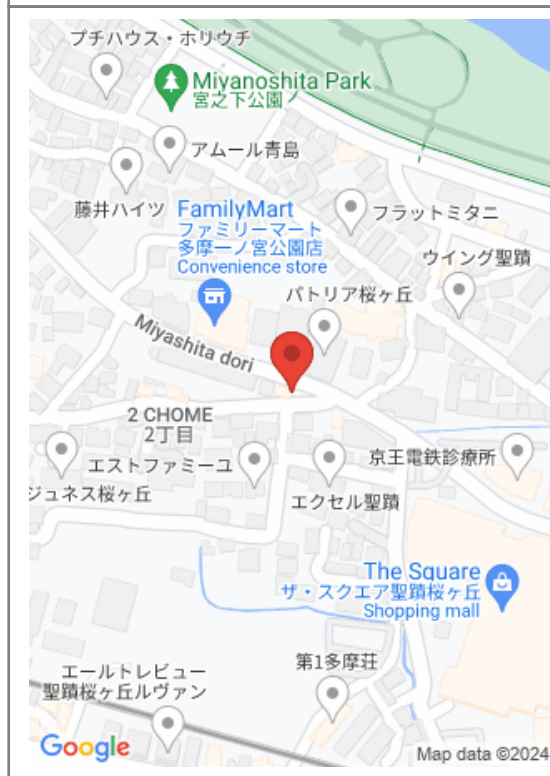 プチハウス・ホリウチ
Miyanoshita Park
宮之下公園
アムール青島
藤井ハイツ
FamilyMart
ファミリーマート
多摩一ノ宮公園店
Convenience store
フラットミタニ
ウイング聖蹟
パトリア桜ヶ丘
Miyashita dori
2 CHOME
2丁目
エストファミーユ
京王電鉄診療所
ジュネス桜ヶ丘
エクセル聖蹟
The Square
ザ・スクエア聖蹟桜ヶ丘
Shopping mall
第1多摩荘
エールトレビュー
聖蹟桜ヶ丘ルヴァン
Google
Map data ©2024